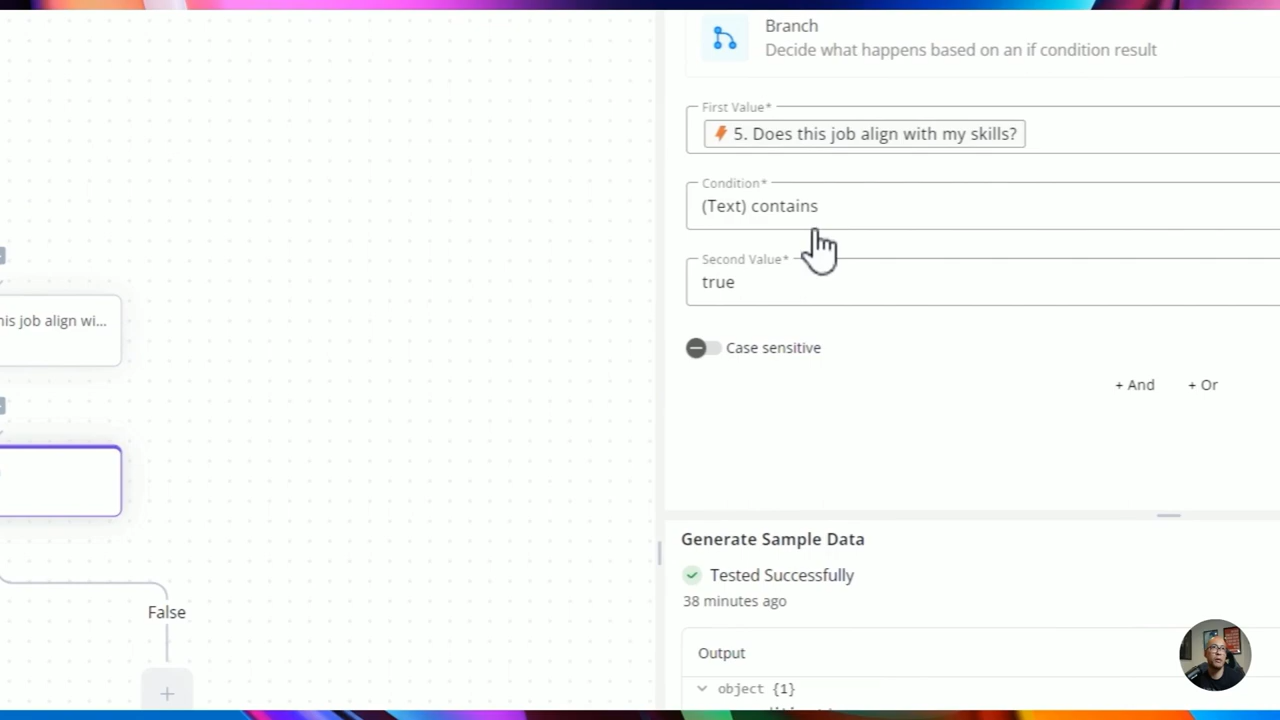 Branch
Decide what happens based on an if condition result
First Value*
5. Does this job align with my skills?
Condition*
(Text) contains
Second Value*
true
Case sensitive
+ And + Or
his job align wi...
False
+
Generate Sample Data
Tested Successfully
38 minutes ago
Output
object {1}